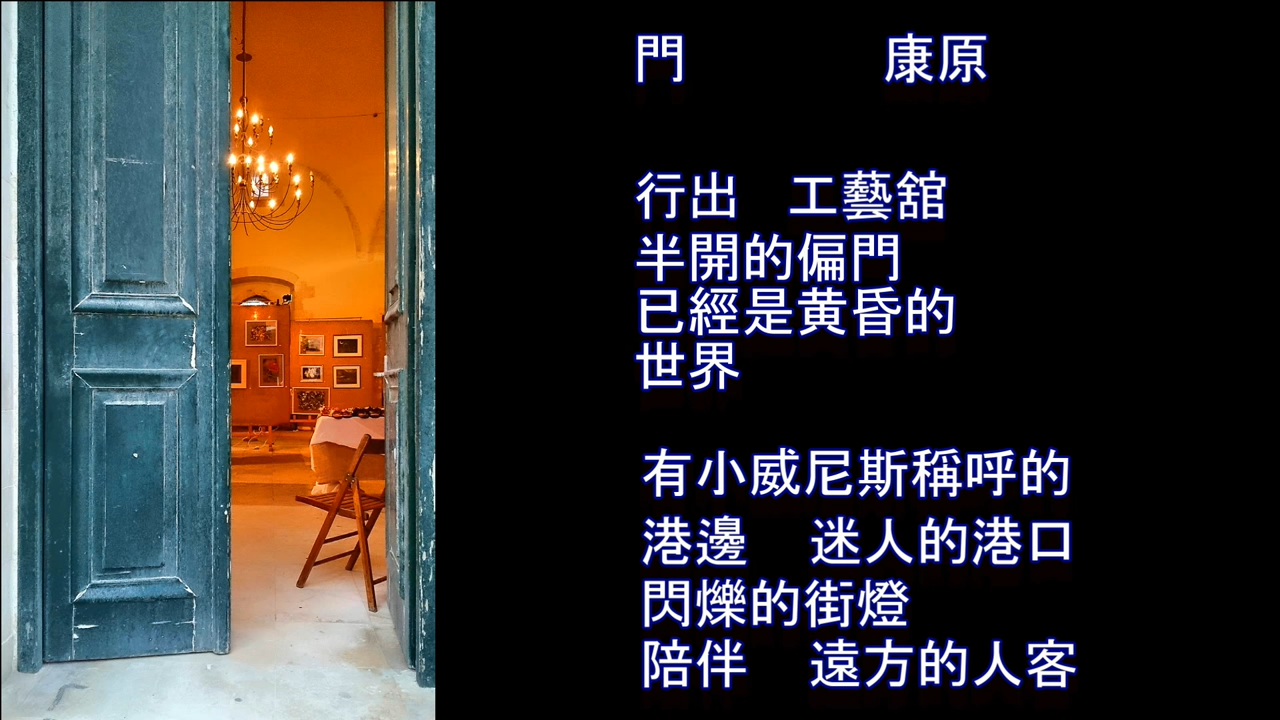 門　康原
行出　工藝舘
半開的偏門
已經是黄昏的
世界
有小威尼斯稱呼的
港邊　迷人的港口
閃爍的街燈
陪伴　遠方的人客